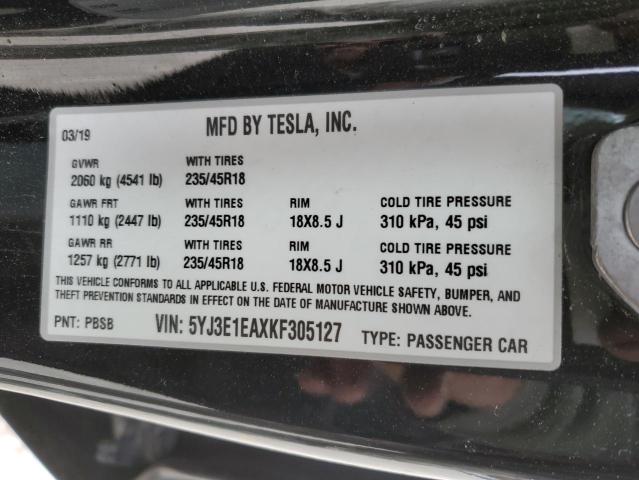 03/19 MFD BY TESLA, INC.
GVWR WITH TIRES
2060 kg (4541 lb) 235/45R18
GAWR FRT WITH TIRES RIM COLD TIRE PRESSURE
1110 kg (2447 lb) 235/45R18 18X8.5 J 310 kPa, 45 psi
GAWR RR WITH TIRES RIM COLD TIRE PRESSURE
1257 kg (2771 lb) 235/45R18 18X8.5 J 310 kPa, 45 psi
THIS VEHICLE CONFORMS TO ALL APPLICABLE U.S. FEDERAL MOTOR VEHICLE SAFETY, BUMPER, AND
THEFT PREVENTION STANDARDS IN EFFECT ON THE DATE OF MANUFACTURE SHOWN ABOVE.
PNT: PBSB VIN: 5YJ3E1EAXKF305127 TYPE: PASSENGER CAR